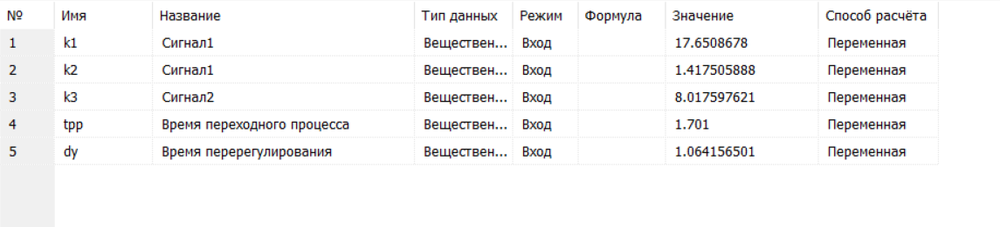 № Имя Название Тип данных Режим Формула Значение Способ расчёта
1 k1 Сигнал1 Веществен... Вход 17.6508678 Переменная
2 k2 Сигнал1 Веществен... Вход 1.417505888 Переменная
3 k3 Сигнал2 Веществен... Вход 8.017597621 Переменная
4 tpp Время переходного процесса Веществен... Вход 1.701 Переменная
5 dy Время перерегулирования Веществен... Вход 1.064156501 Переменная